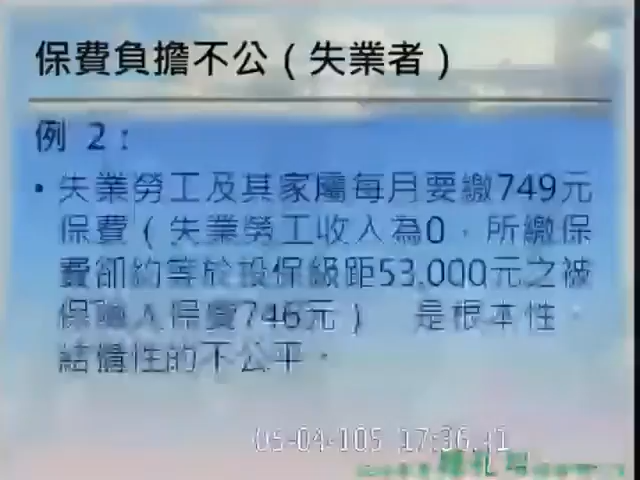 保費負擔不公(失業者)
例 2:
• 失業勞工及其家屬每月要繳749元
保費(失業勞工收入為0,所繳保
費卻約等於投保級距53,000元之被
保險人保費746元) 是根本性、
結構性的不公平。
05-04-105 17:36:41